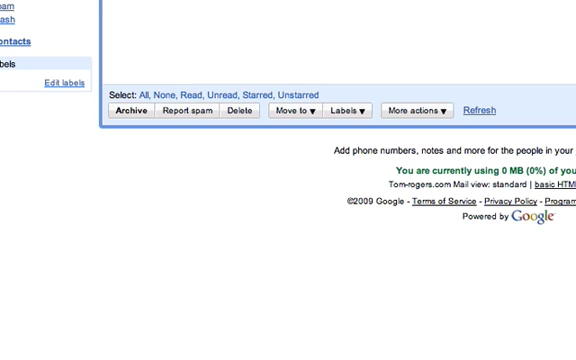 pam
ash
ontacts
bels
Edit labels
Select: All, None, Read, Unread, Starred, Unstarred
Archive Report spam Delete Move to ▼ Labels ▼ More actions ▼ Refresh
Add phone numbers, notes and more for the people in your
You are currently using 0 MB (0%) of you
Tom-rogers.com Mail view: standard | basic HTM
©2009 Google - Terms of Service - Privacy Policy - Program
Powered by Google